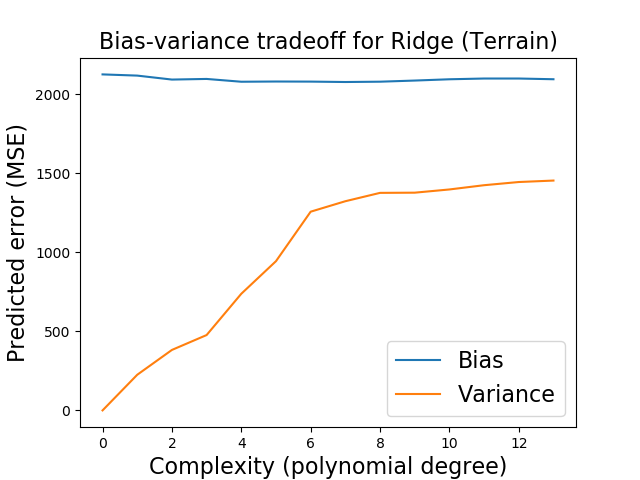 Bias-variance tradeoff for Ridge (Terrain)
Predicted error (MSE)
2000
1500
1000
500
0
0 2 4 6 8 10 12
Complexity (polynomial degree)
Bias
Variance